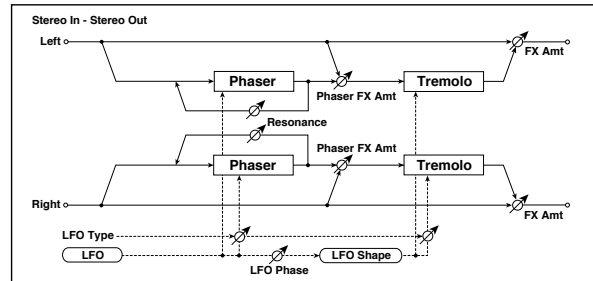 Stereo In - Stereo Out
Left
FX Amt
Phaser
Phaser FX Amt
Tremolo
Resonance
Phaser
Phaser FX Amt
Tremolo
Right
FX Amt
LFO Type
LFO
LFO Phase
LFO Shape